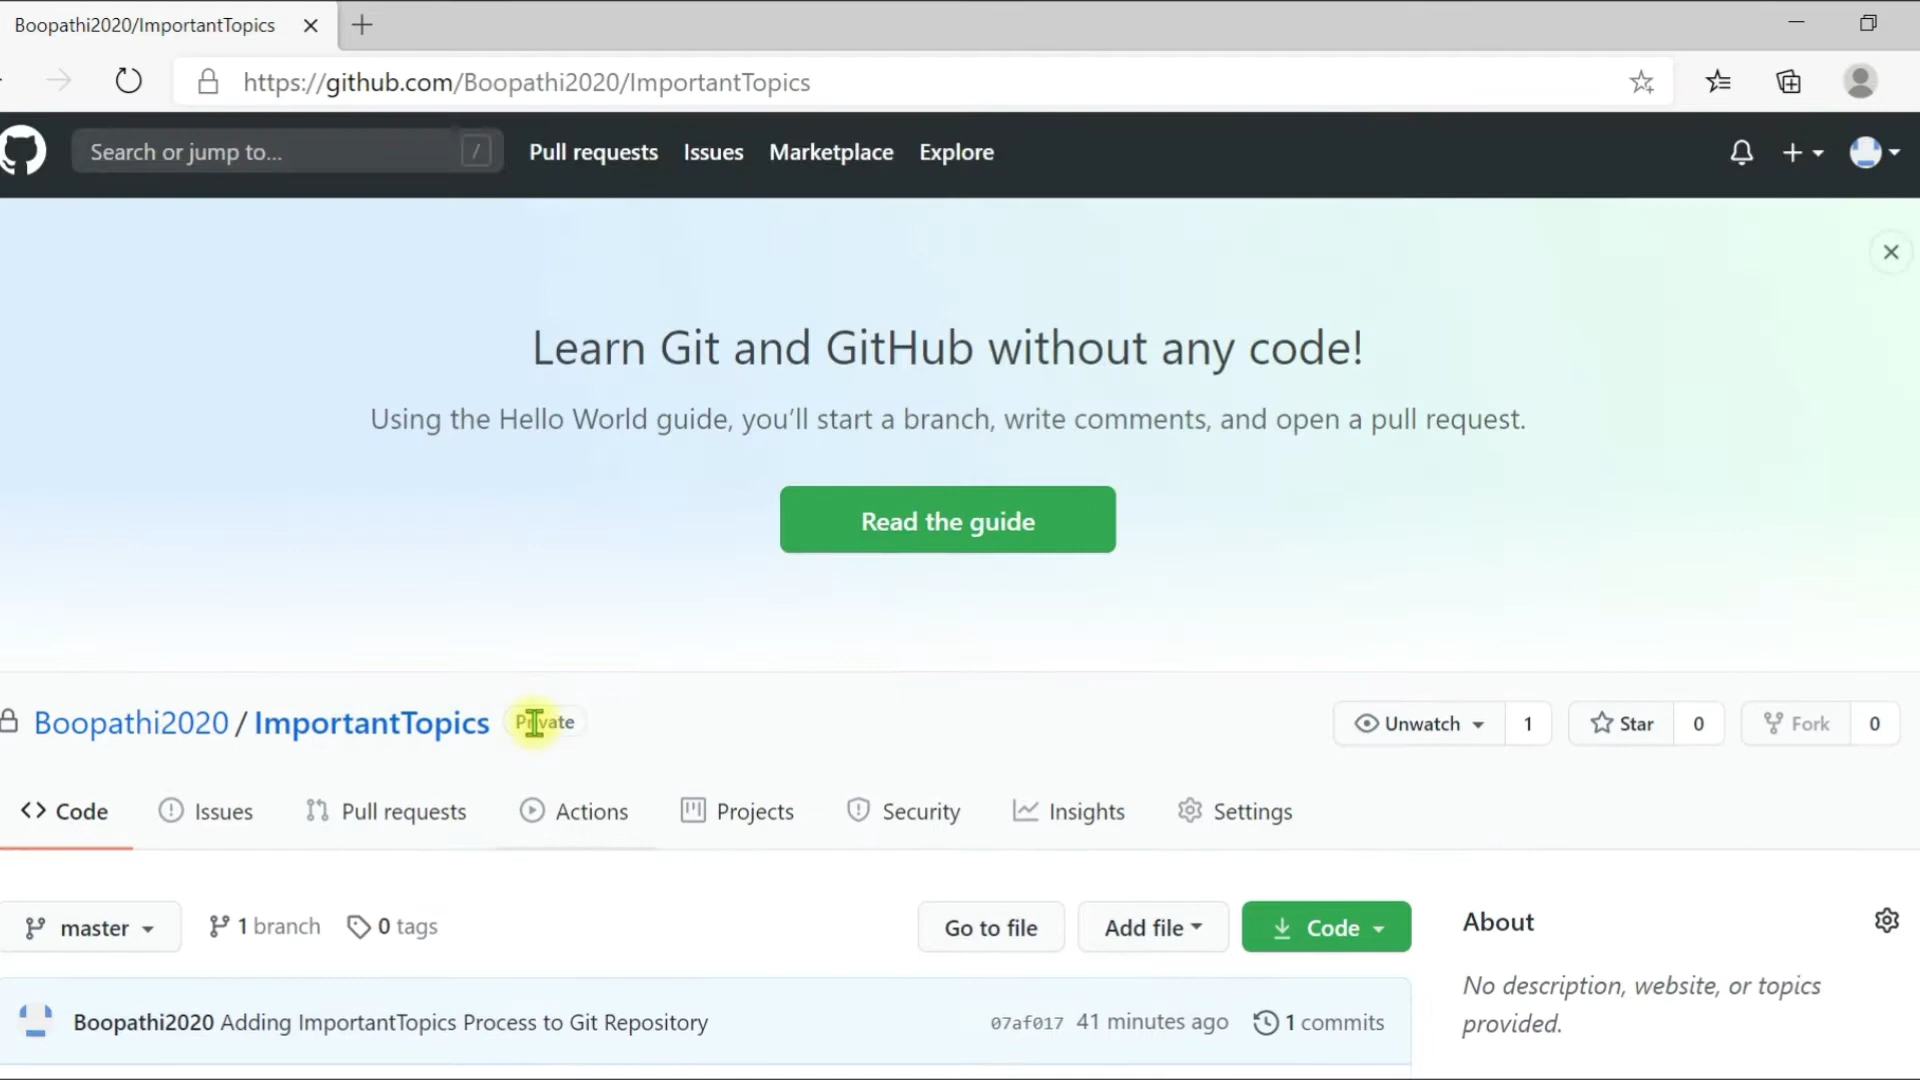 Boopathi2020/ImportantTopics
https://github.com/Boopathi2020/ImportantTopics
Search or jump to... / Pull requests Issues Marketplace Explore
Learn Git and GitHub without any code!
Using the Hello World guide, you’ll start a branch, write comments, and open a pull request.
Read the guide
Boopathi2020 / ImportantTopics Private Unwatch 1 Star 0 Fork 0
Code Issues Pull requests Actions Projects Security Insights Settings
master 1 branch 0 tags Go to file Add file Code About
No description, website, or topics
provided.
Boopathi2020 Adding ImportantTopics Process to Git Repository 07af017 41 minutes ago 1 commits